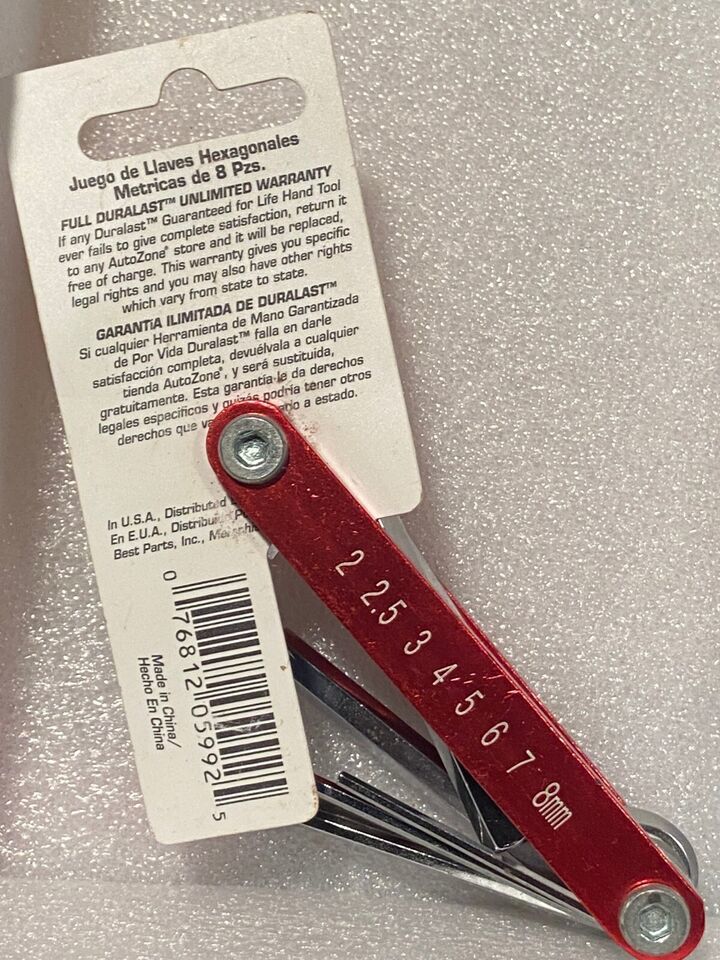 Juego de Llaves Hexagonales
Metricas de 8 Pzs.
FULL DURALAST™ UNLIMITED WARRANTY
If any Duralast™ Guaranteed for Life Hand Tool
ever fails to give complete satisfaction, return it
to any AutoZone® store and it will be replaced,
free of charge. This warranty gives you specific
legal rights and you may also have other rights
which vary from state to state.
GARANTíA ILIMITADA DE DURALAST™
Si cualquier Herramienta de Mano Garantizada
de Por Vida Duralast™ falla en darle
satisfacción completa, devuélvala a cualquier
tienda AutoZone®, y será sustituida,
gratuitamente. Esta garantía le da derechos
legales específicos y quizás podría tener otros
derechos que a estado.
In U.S.A., Distributed
En E.U.A.,
Best Parts, Inc.,
0 76812 05992 5
Made in China/
Hecho En China
2 2.5 3 4 5 6 7 8mm